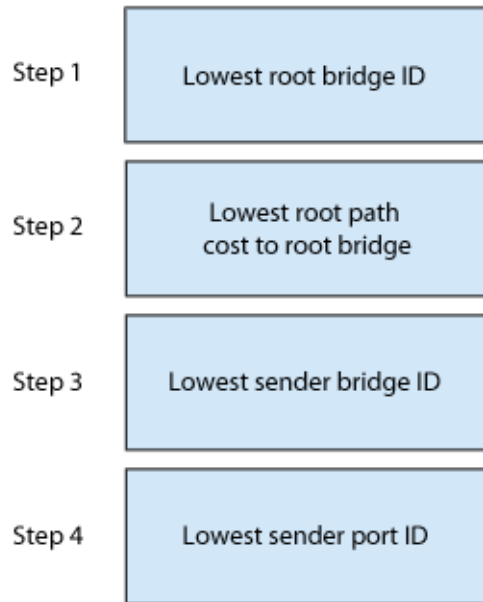 Step 1
Lowest root bridge ID
Step 2
Lowest root path
cost to root bridge
Step 3
Lowest sender bridge ID
Step 4
Lowest sender port ID